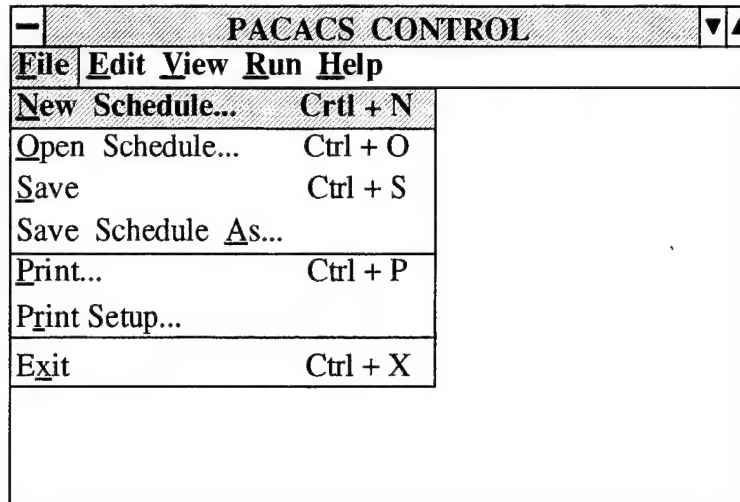 PACACS CONTROL
File Edit View Run Help
New Schedule... Crtl + N
Open Schedule... Ctrl + O
Save Ctrl + S
Save Schedule As...
Print... Ctrl + P
Print Setup...
Exit Ctrl + X